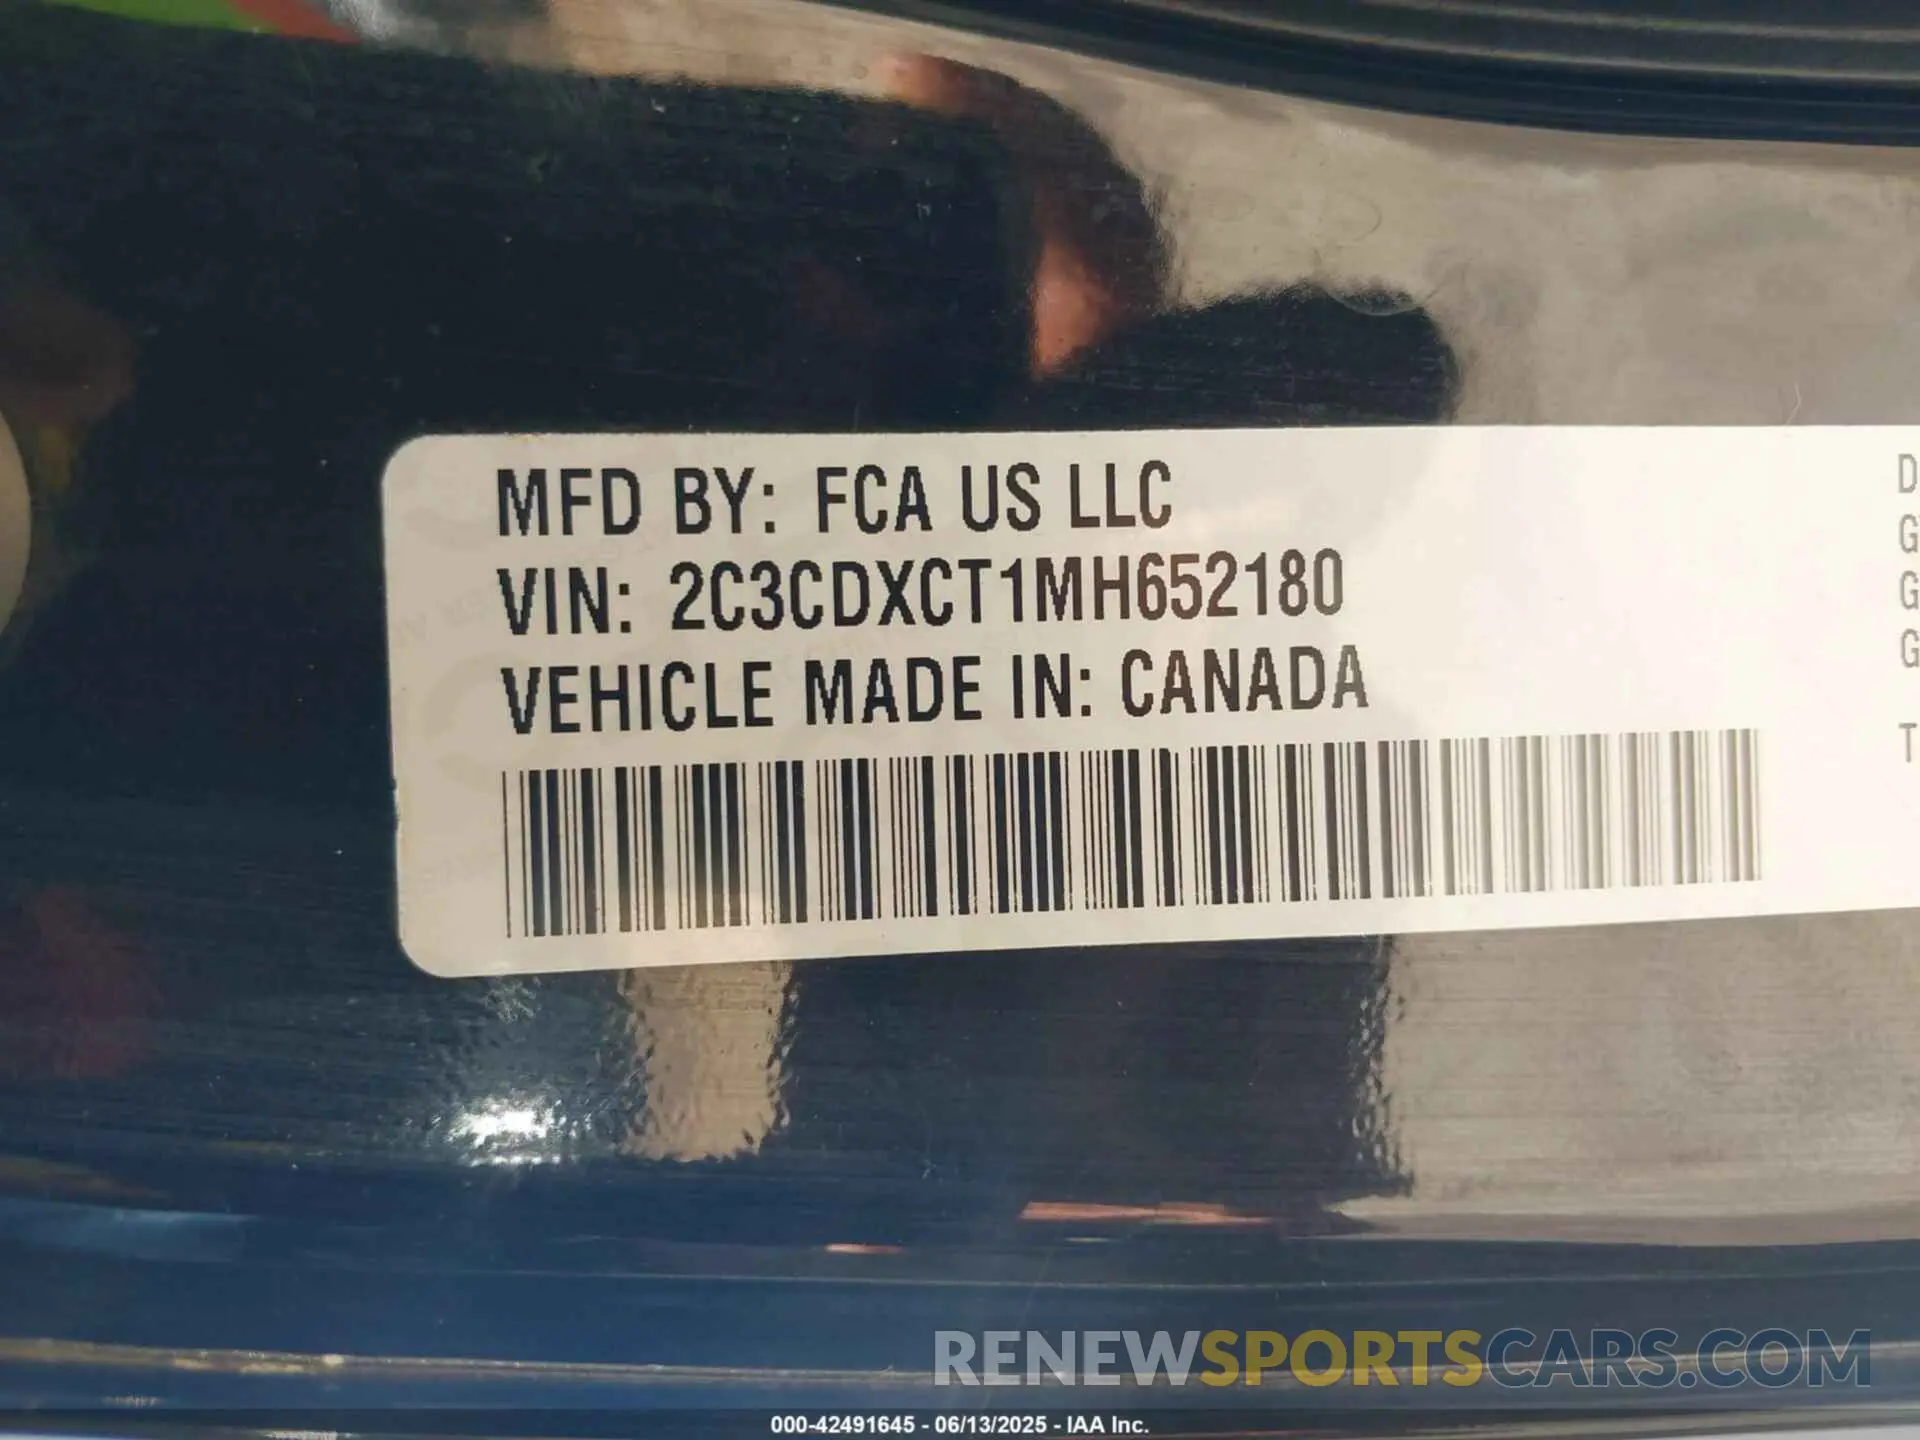 MFD BY: FCA US LLC
VIN: 2C3CDXCT1MH652180
VEHICLE MADE IN: CANADA
D
G
G
G
T
RENEWSPORTSCARS.COM
000-42491645 - 06/13/2025 - IAA Inc.